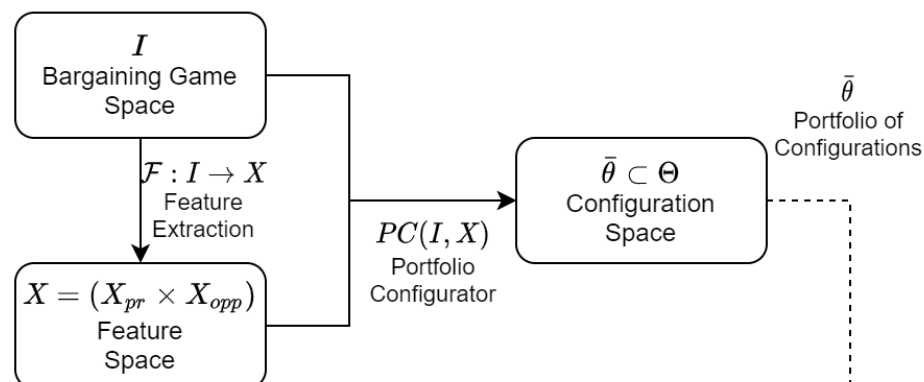 I
Bargaining Game
Space
F : I → X
Feature
Extraction
X = (X_pr × X_opp)
Feature
Space
PC(I, X)
Portfolio
Configurator
θ̄ ⊂ Θ
Configuration
Space
θ̄
Portfolio of
Configurations